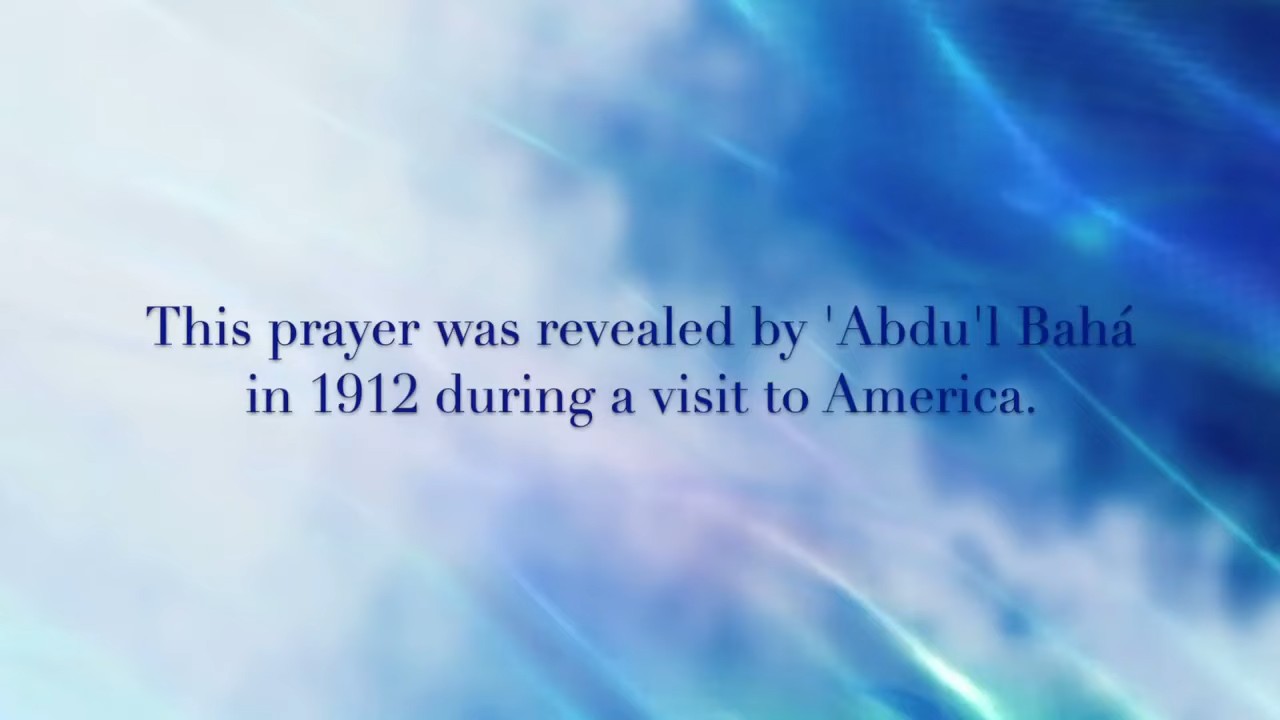 This prayer was revealed by 'Abdu'l Bahá
in 1912 during a visit to America.